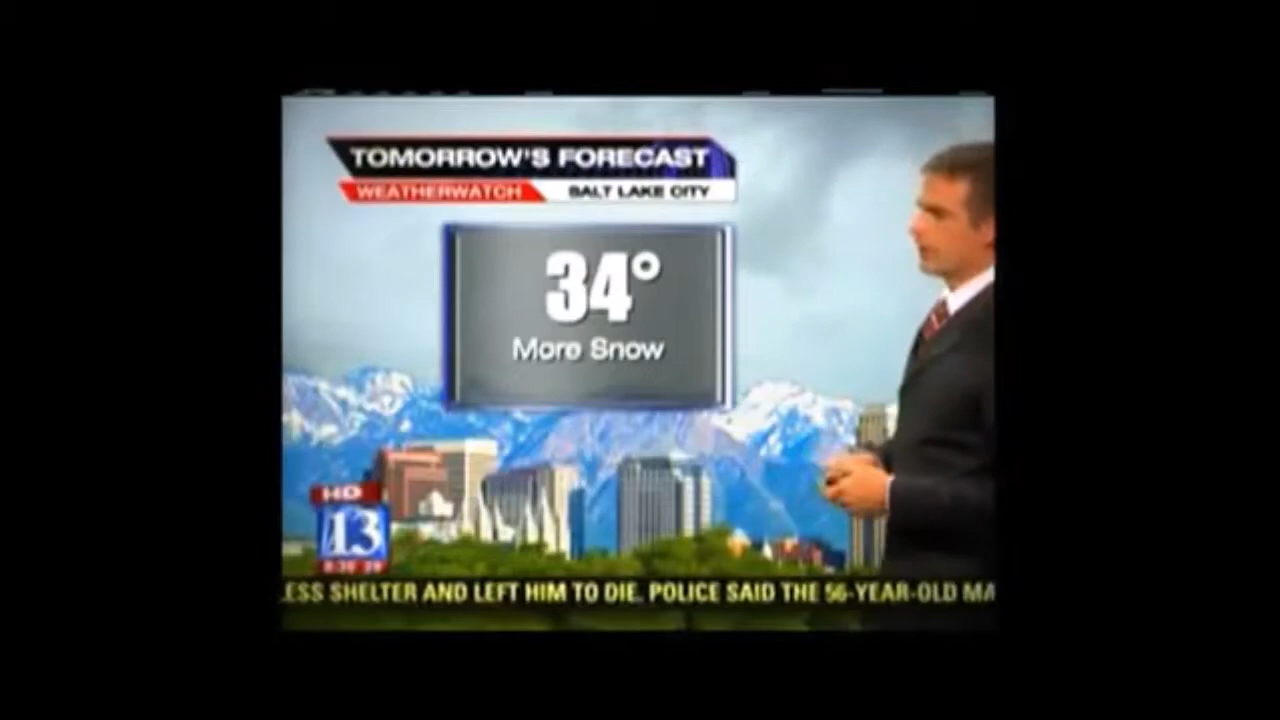 TOMORROW'S FORECAST
WEATHERWATCH SALT LAKE CITY
34°
More Snow
HD
13
LESS SHELTER AND LEFT HIM TO DIE. POLICE SAID THE 56-YEAR-OLD MA